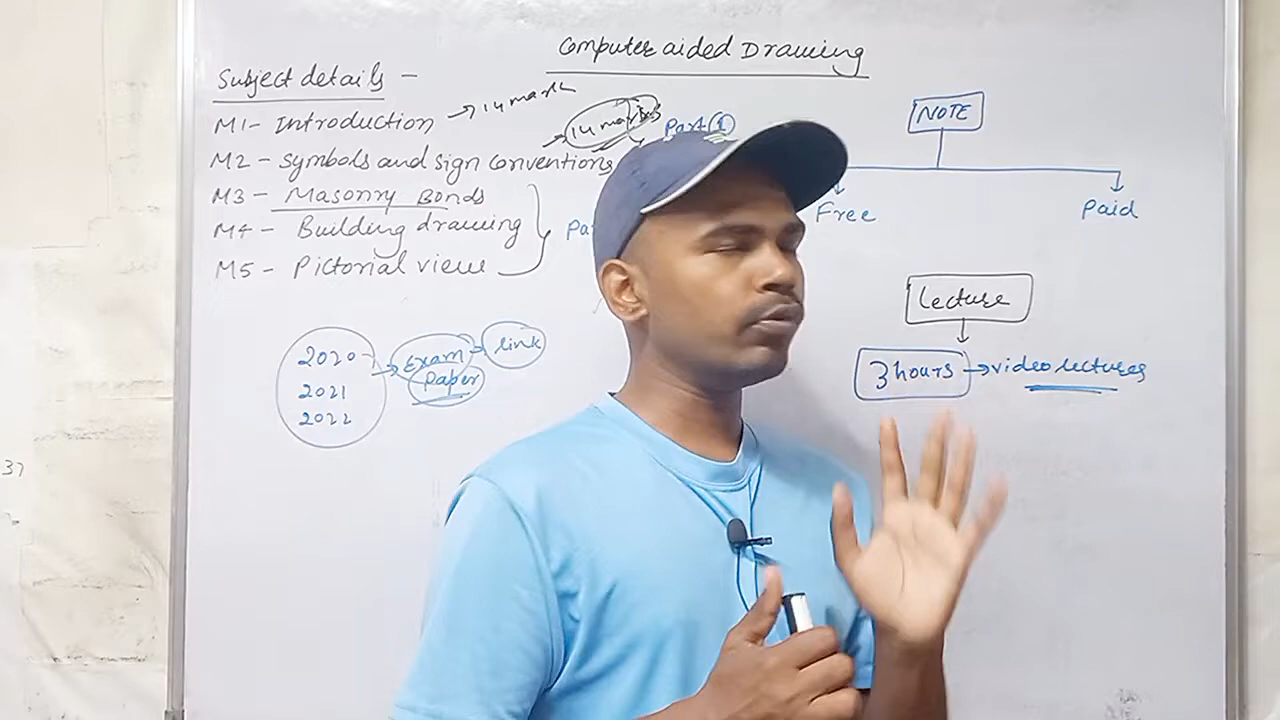 Computer aided Drawing
Subject details -
M1- Introduction → 14 mark
→ 14 marks Part ①
M2 - Symbols and sign conventions
M3 - Masonry Bonds
M4 - Building drawing
M5 - Pictorial view
2020 → Exam Paper → link
2021
2022
NOTE
Free Paid
Lecture
3 hours → video lectures
37